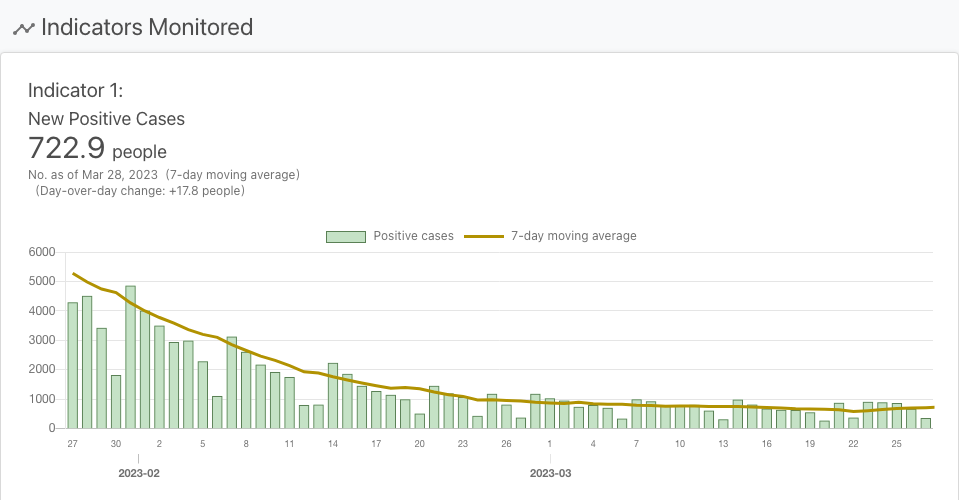 Indicators Monitored
Indicator 1:
New Positive Cases
722.9 people
No. as of Mar 28, 2023 (7-day moving average)
(Day-over-day change: +17.8 people)
Positive cases 7-day moving average
6000
5000
4000
3000
2000
1000
0
27 30 2 5 8 11 14 17 20 23 26 1 4 7 10 13 16 19 22 25
2023-02 2023-03